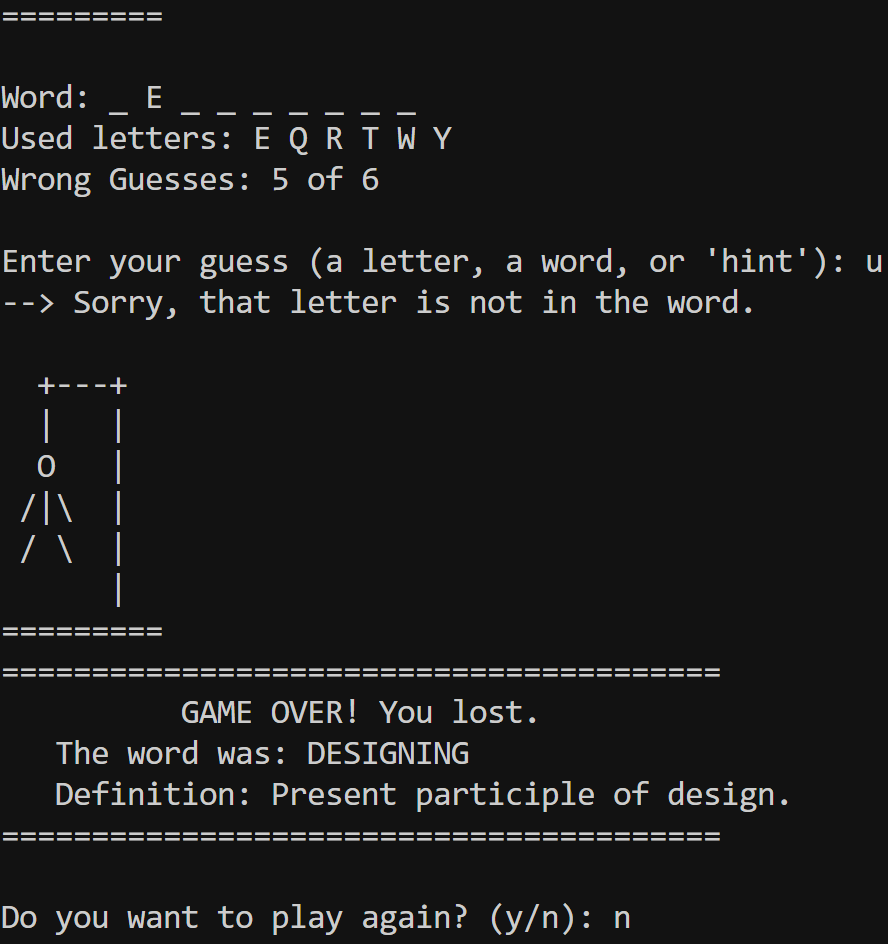 =========
Word: _ E _ _ _ _ _ _ _
Used letters: E Q R T W Y
Wrong Guesses: 5 of 6
Enter your guess (a letter, a word, or 'hint'): u
--> Sorry, that letter is not in the word.
  +---+
  |   |
  O   |
 /|\  |
 / \  |
      |
=========
========================================
          GAME OVER! You lost.
   The word was: DESIGNING
   Definition: Present participle of design.
========================================
Do you want to play again? (y/n): n